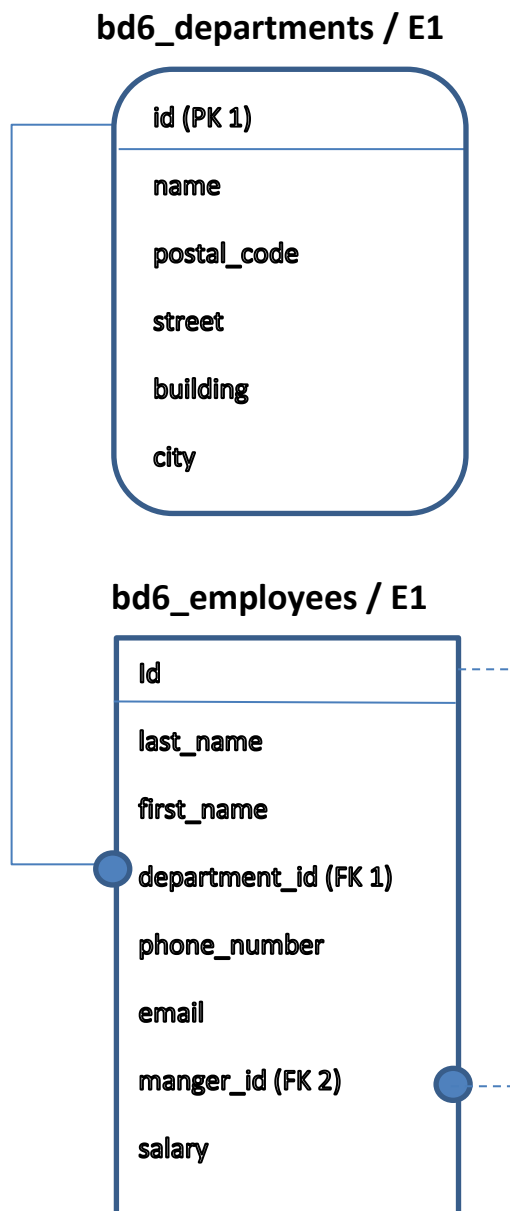 bd6_departments / E1
id (PK 1)
name
postal_code
street
building
city
bd6_employees / E1
Id
last_name
first_name
department_id (FK 1)
phone_number
email
manger_id (FK 2)
salary